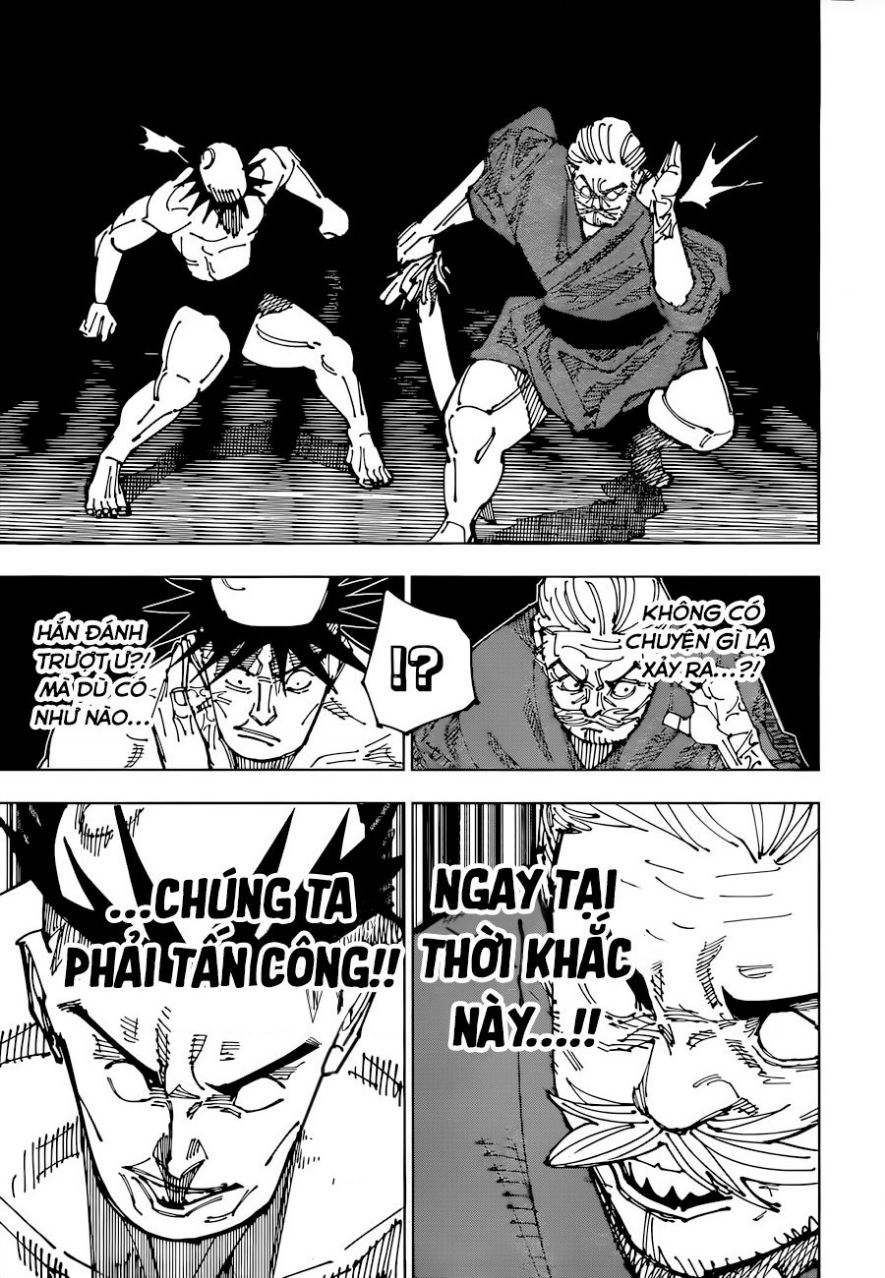 KHÔNG CÓ
CHUYỆN GÌ LẠ
XẢY RA...?!
!?
HẮN ĐÁNH
TRƯỢT Ư?!
MÀ DÙ CÓ
NHƯ NÀO...
NGAY TẠI
THỜI KHẮC
NÀY...!!
...CHÚNG TA
PHẢI TẤN CÔNG!!